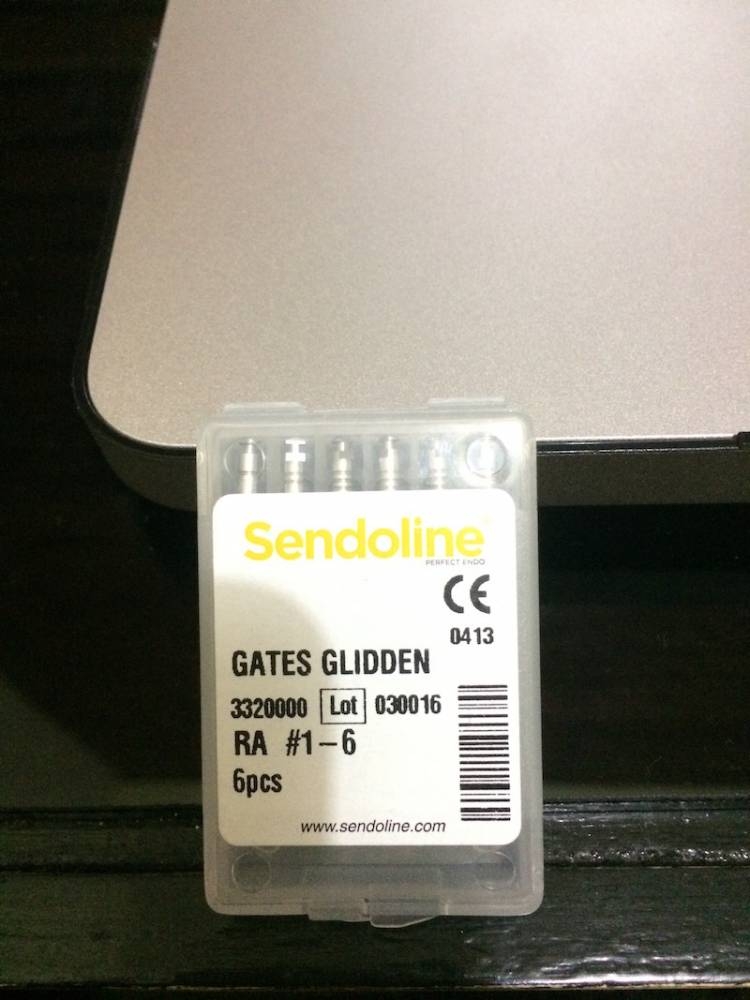 Sendoline
PERFECT ENDO
CE
0413
GATES GLIDDEN
3320000 Lot 030016
RA #1-6
6pcs
www.sendoline.com